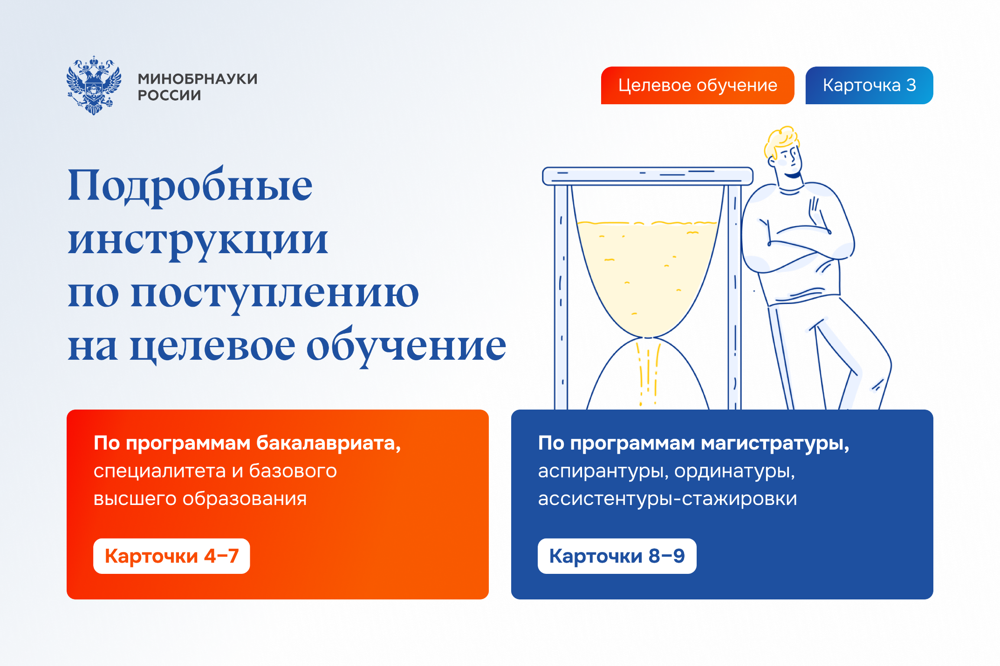 МИНОБРНАУКИ
РОССИИ
Целевое обучение
Карточка 3
Подробные
инструкции
по поступлению
на целевое обучение
По программам бакалавриата,
специалитета и базового
высшего образования
Карточки 4–7
По программам магистратуры,
аспирантуры, ординатуры,
ассистентуры-стажировки
Карточки 8–9